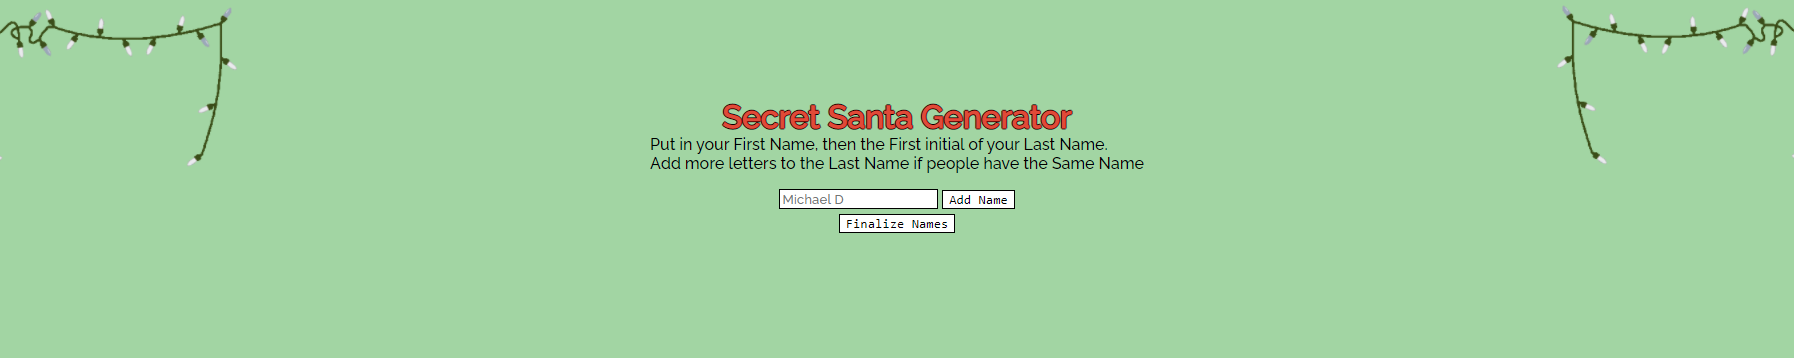 Secret Santa Generator
Put in your First Name, then the First initial of your Last Name.
Add more letters to the Last Name if people have the Same Name
Michael D Add Name
Finalize Names